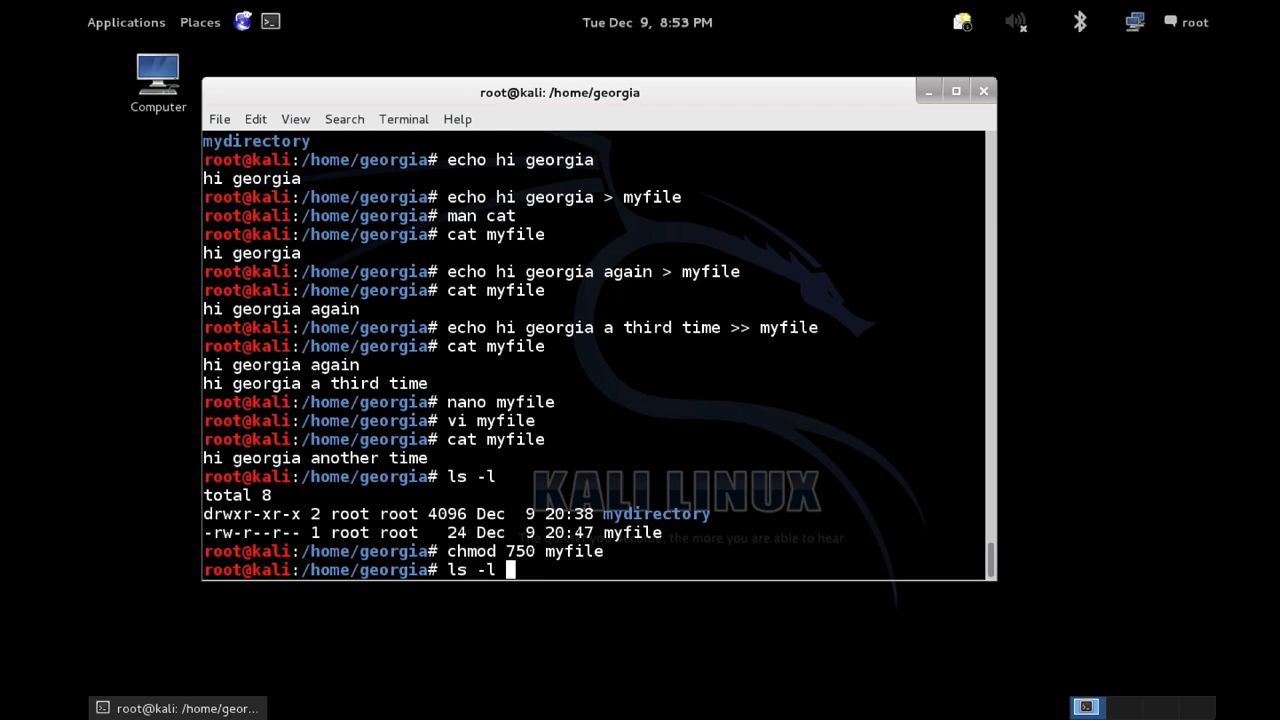 Applications Places Tue Dec 9, 8:53 PM root
Computer
root@kali: /home/georgia
File Edit View Search Terminal Help
mydirectory
root@kali:/home/georgia# echo hi georgia
hi georgia
root@kali:/home/georgia# echo hi georgia > myfile
root@kali:/home/georgia# man cat
root@kali:/home/georgia# cat myfile
hi georgia
root@kali:/home/georgia# echo hi georgia again > myfile
root@kali:/home/georgia# cat myfile
hi georgia again
root@kali:/home/georgia# echo hi georgia a third time >> myfile
root@kali:/home/georgia# cat myfile
hi georgia again
hi georgia a third time
root@kali:/home/georgia# nano myfile
root@kali:/home/georgia# vi myfile
root@kali:/home/georgia# cat myfile
hi georgia another time
root@kali:/home/georgia# ls -l
KALI LINUX
total 8
drwxr-xr-x 2 root root 4096 Dec  9 20:38 mydirectory
-rw-r--r-- 1 root root   24 Dec  9 20:47 myfile
the more you are able to hear.
root@kali:/home/georgia# chmod 750 myfile
root@kali:/home/georgia# ls -l
root@kali: /home/geor...